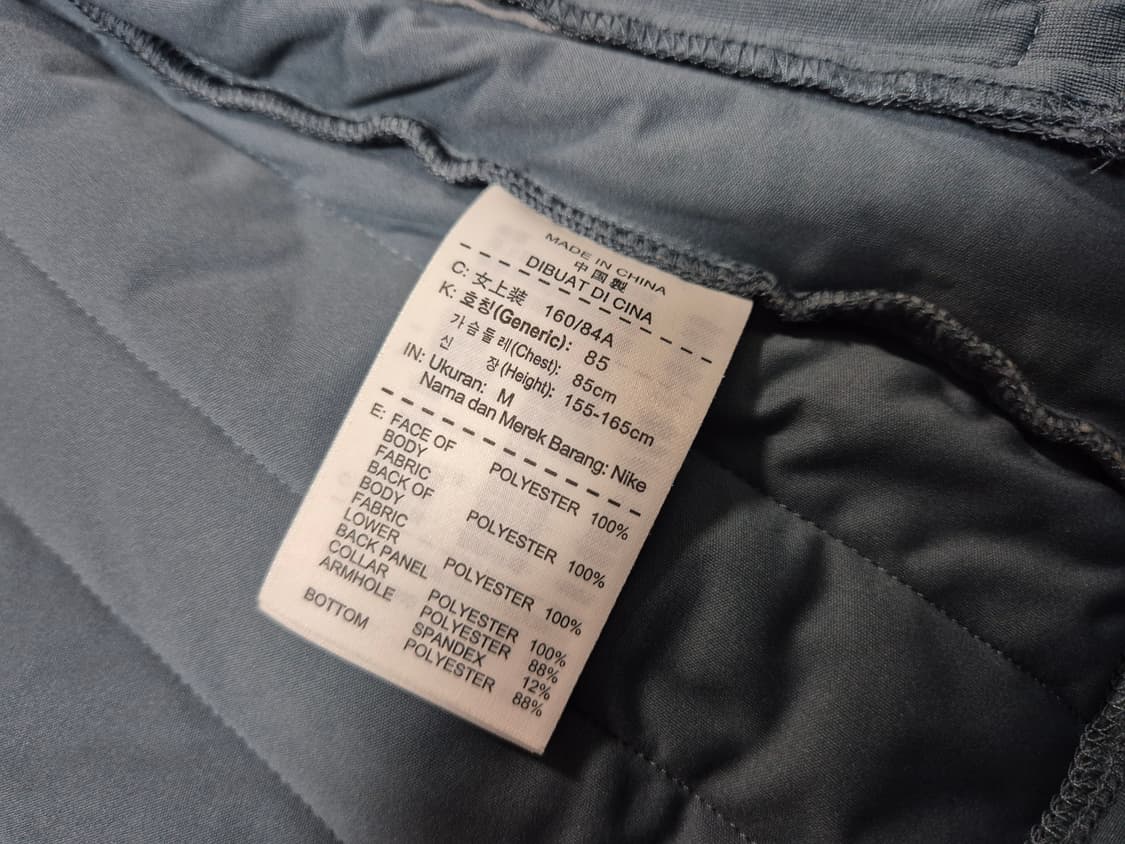 MADE IN CHINA
中国製
DIBUAT DI CINA
C: 女上装 160/84A
K: 호칭(Generic): 85
가슴둘레(Chest): 85cm
신 장(Height): 155-165cm
IN: Ukuran: M
Nama dan Merek Barang: Nike
E: FACE OF
BODY
FABRIC POLYESTER 100%
BACK OF
BODY
FABRIC POLYESTER 100%
LOWER
BACK PANEL POLYESTER 100%
COLLAR POLYESTER 100%
ARMHOLE POLYESTER 88%
SPANDEX 12%
BOTTOM POLYESTER 88%